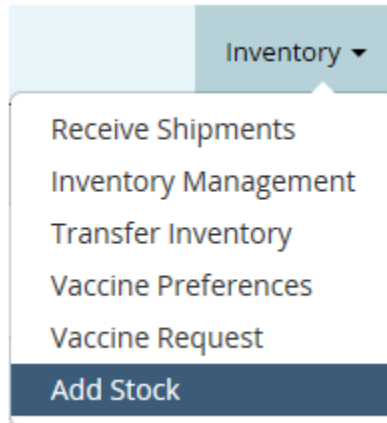 Inventory
Receive Shipments
Inventory Management
Transfer Inventory
Vaccine Preferences
Vaccine Request
Add Stock